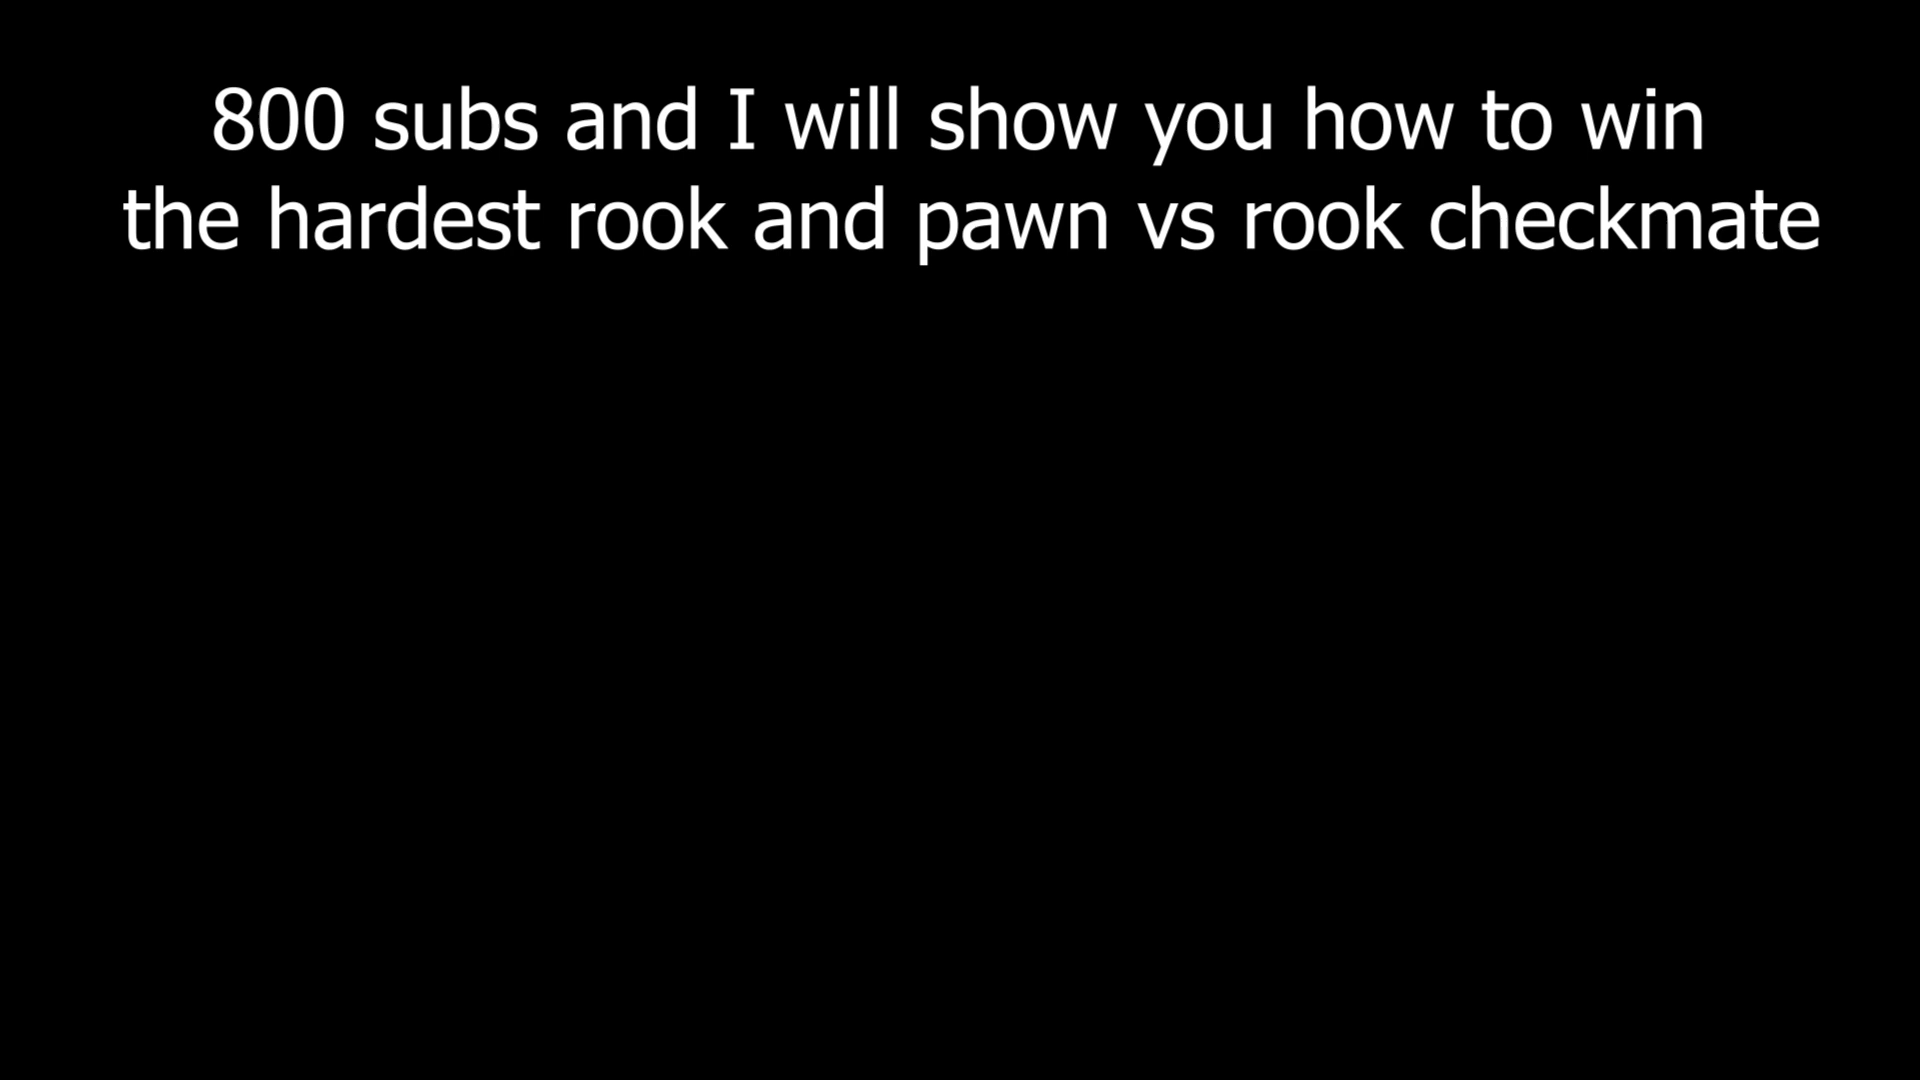 800 subs and I will show you how to win
the hardest rook and pawn vs rook checkmate